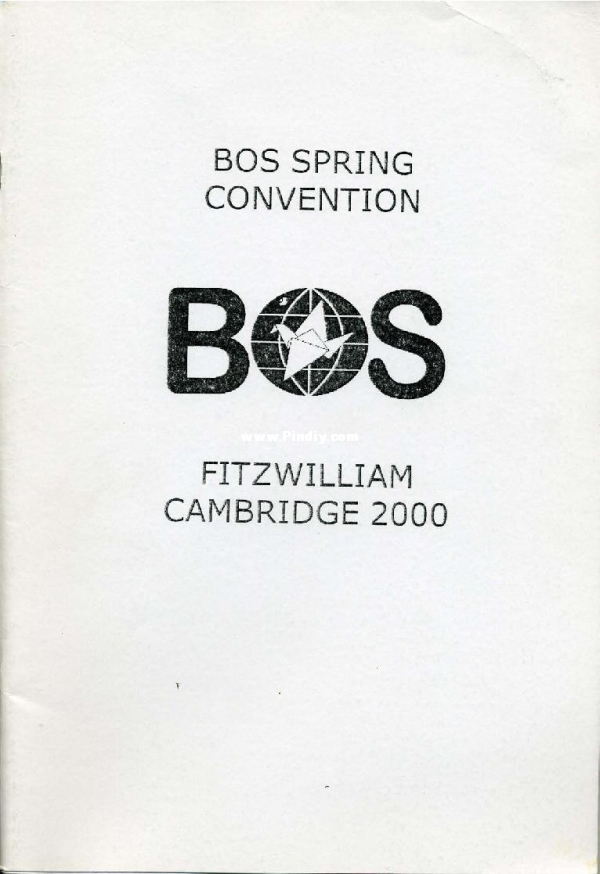 BOS SPRING
CONVENTION
BOS
www.Pindiy.com
FITZWILLIAM
CAMBRIDGE 2000